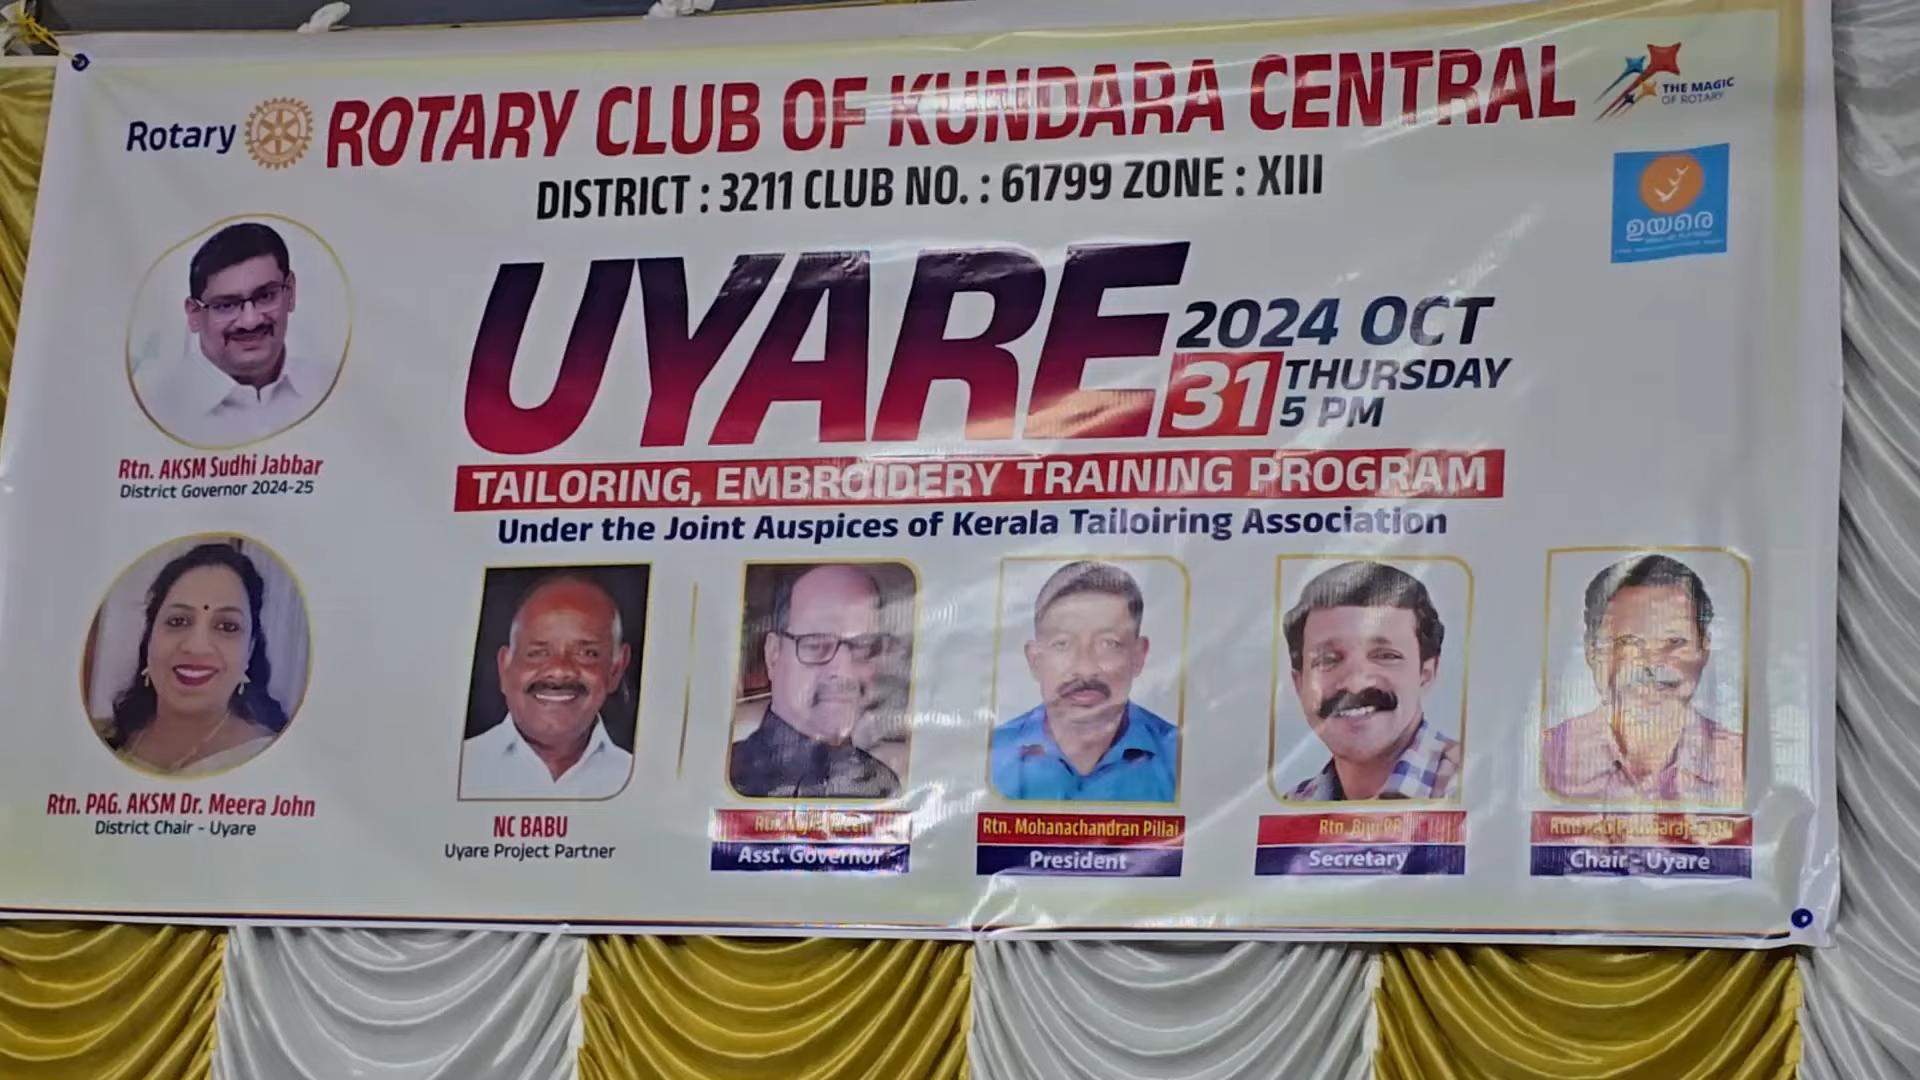 Rotary
ROTARY CLUB OF KUNDARA CENTRAL
THE MAGIC
OF ROTARY
DISTRICT : 3211 CLUB NO. : 61799 ZONE : XIII
ഉയരെ
UYARE
2024 OCT
31 THURSDAY
5 PM
TAILORING, EMBROIDERY TRAINING PROGRAM
Under the Joint Auspices of Kerala Tailoiring Association
Rtn. AKSM Sudhi Jabbar
District Governor 2024-25
Rtn. PAG. AKSM Dr. Meera John
District Chair - Uyare
NC BABU
Uyare Project Partner
Rtn.
Asst. Governor
Rtn. Mohanachandran Pillai
President
Rtn. Biju
Secretary
Chair - Uyare